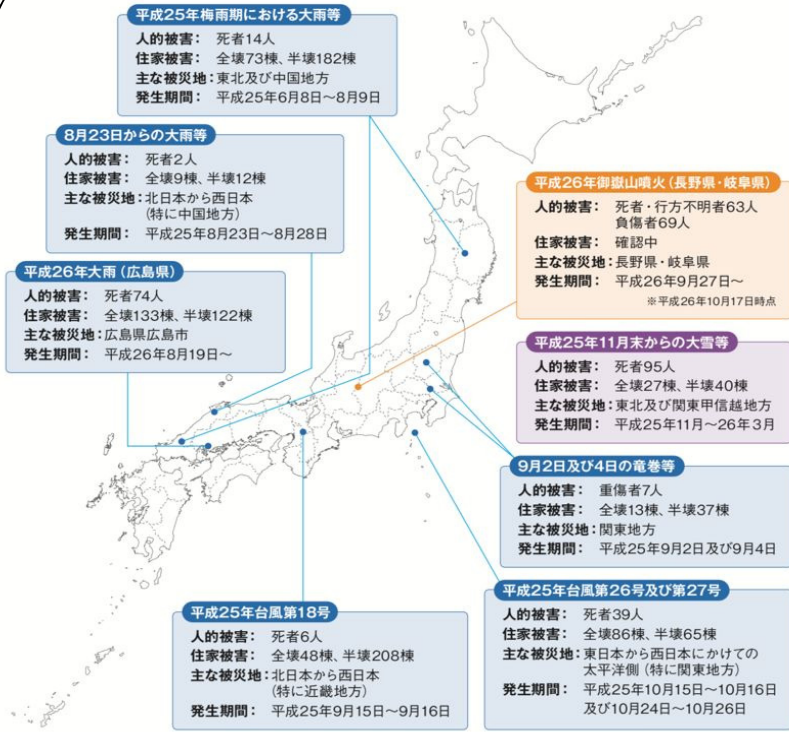 平成25年梅雨期における大雨等
人的被害： 死者14人
住家被害： 全壊73棟、半壊182棟
主な被災地：東北及び中国地方
発生期間： 平成25年6月8日～8月9日
8月23日からの大雨等
人的被害： 死者2人
住家被害： 全壊9棟、半壊12棟
主な被災地：北日本から西日本
（特に中国地方）
発生期間： 平成25年8月23日～8月28日
平成26年大雨（広島県）
人的被害： 死者74人
住家被害： 全壊133棟、半壊122棟
主な被災地：広島県広島市
発生期間： 平成26年8月19日～
平成26年御嶽山噴火（長野県・岐阜県）
人的被害： 死者・行方不明者63人
負傷者69人
住家被害： 確認中
主な被災地：長野県・岐阜県
発生期間： 平成26年9月27日～
※平成26年10月17日時点
平成25年11月末からの大雪等
人的被害： 死者95人
住家被害： 全壊27棟、半壊40棟
主な被災地：東北及び関東甲信越地方
発生期間： 平成25年11月～26年3月
9月2日及び4日の竜巻等
人的被害： 重傷者7人
住家被害： 全壊13棟、半壊37棟
主な被災地：関東地方
発生期間： 平成25年9月2日及び9月4日
平成25年台風第18号
人的被害： 死者6人
住家被害： 全壊48棟、半壊208棟
主な被災地：北日本から西日本
（特に近畿地方）
発生期間： 平成25年9月15日～9月16日
平成25年台風第26号及び第27号
人的被害： 死者39人
住家被害： 全壊86棟、半壊65棟
主な被災地：東日本から西日本にかけての
太平洋側（特に関東地方）
発生期間： 平成25年10月15日～10月16日
及び10月24日～10月26日